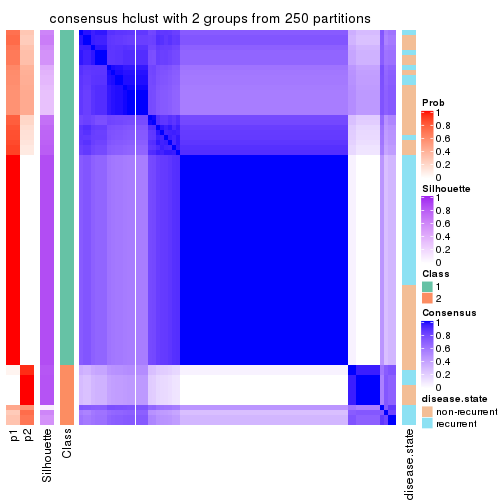 consensus hclust with 2 groups from 250 partitions
Prob
1
0.8
0.6
0.4
0.2
0
Silhouette
1
0.8
0.6
0.4
0.2
0
Class
1
2
Consensus
1
0.8
0.6
0.4
0.2
0
disease.state
non-recurrent
recurrent
p1
p2
Silhouette
Class
disease.state